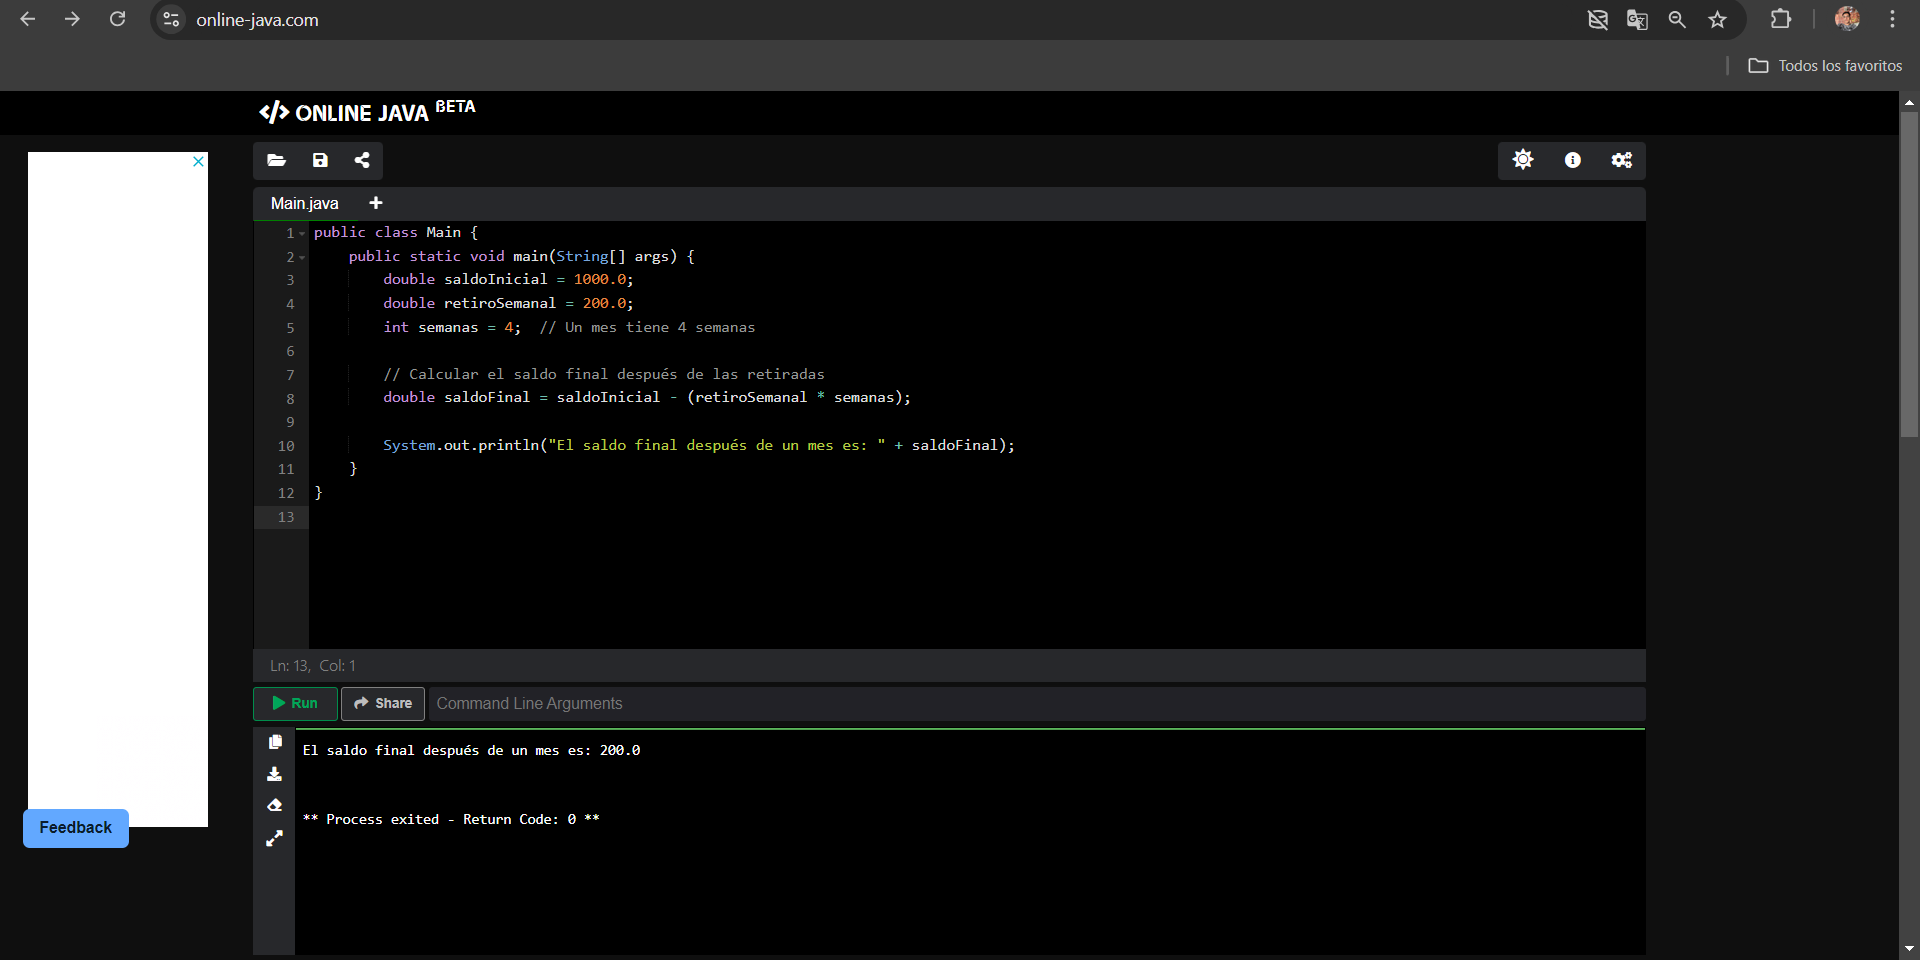 online-java.com
Todos los favoritos
</> ONLINE JAVA BETA
Main.java +
1 public class Main {
2 public static void main(String[] args) {
3 double saldoInicial = 1000.0;
4 double retiroSemanal = 200.0;
5 int semanas = 4;  // Un mes tiene 4 semanas
6
7 // Calcular el saldo final después de las retiradas
8 double saldoFinal = saldoInicial - (retiroSemanal * semanas);
9
10 System.out.println("El saldo final después de un mes es: " + saldoFinal);
11 }
12 }
13
Ln: 13, Col: 1
Run Share Command Line Arguments
El saldo final después de un mes es: 200.0
** Process exited - Return Code: 0 **
Feedback